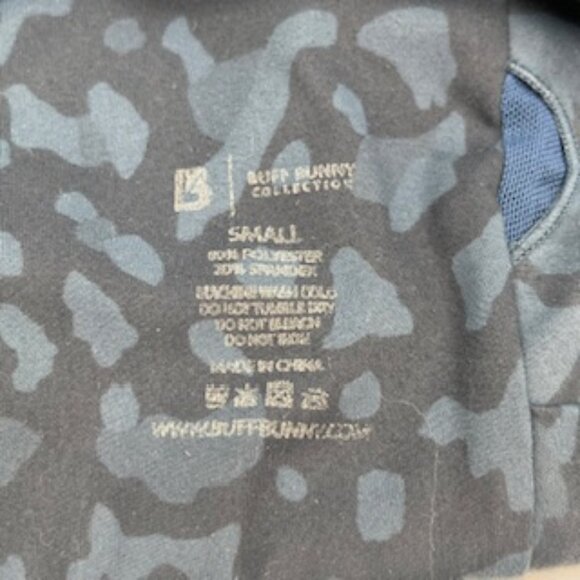 BUFF BUNNY
COLLECTION
SMALL
80% POLYESTER
20% SPANDEX
MACHINE WASH COLD
DO NOT TUMBLE DRY
DO NOT BLEACH
DO NOT IRON
MADE IN CHINA
WWW.BUFFBUNNY.COM